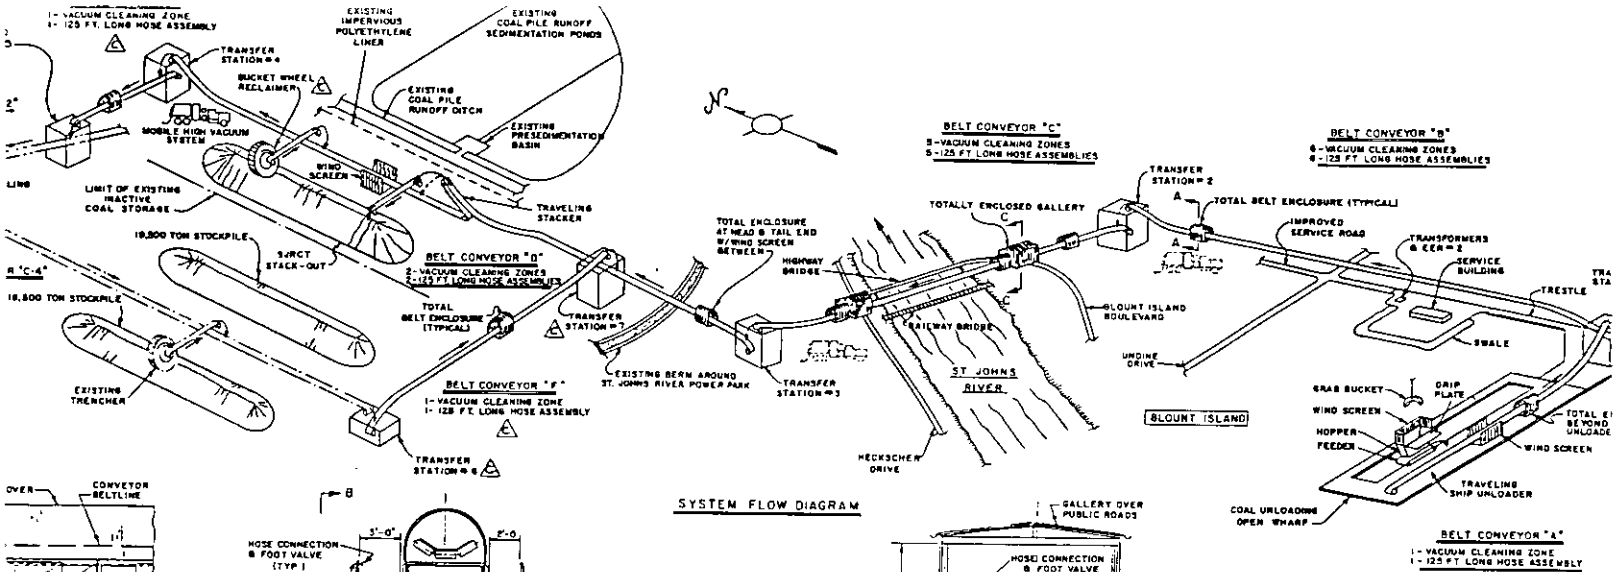 1-VACUUM CLEANING ZONE
1-125 FT. LONG HOSE ASSEMBLY
C
TRANSFER
STATION #4
BUCKET WHEEL
RECLAIMER
C
MOBILE HIGH VACUUM
SYSTEM
EXISTING
IMPERVIOUS
POLYETHYLENE
LINER
EXISTING
COAL PILE RUNOFF
SEDIMENTATION PONDS
EXISTING
COAL PILE
RUNOFF DITCH
EXISTING
PRESEDIMENTATION
BASIN
WIND
SCREEN
TRAVELING
STACKER
LIMIT OF EXISTING
INACTIVE
COAL STORAGE
SURCT
STACK-OUT
LING
"C-4"
EXISTING
TRENCHER
BELT CONVEYOR "D"
2-VACUUM CLEANING ZONES
2-125 FT. LONG HOSE ASSEMBLIES
TOTAL
BELT ENCLOSURE
(TYPICAL)
C
TRANSFER
STATION #7
BELT CONVEYOR "F"
1-VACUUM CLEANING ZONE
1-125 FT. LONG HOSE ASSEMBLY
C
TRANSFER
STATION #6
C
EXISTING BERM AROUND
ST. JOHNS RIVER POWER PARK
TOTAL ENCLOSURE
AT HEAD & TAIL END
W/WIND SCREEN
BETWEEN
TRANSFER
STATION #3
N
BELT CONVEYOR "C"
5-VACUUM CLEANING ZONES
5-125 FT LONG HOSE ASSEMBLIES
TOTALLY ENCLOSED GALLERY
C
C
HIGHWAY
BRIDGE
RAILWAY BRIDGE
ST JOHNS
RIVER
HECKSCHER
DRIVE
BLOUNT ISLAND
BOULEVARD
TRANSFER
STATION #2
BELT CONVEYOR "B"
6-VACUUM CLEANING ZONES
6-125 FT LONG HOSE ASSEMBLIES
A
A
TOTAL BELT ENCLOSURE (TYPICAL)
IMPROVED
SERVICE ROAD
TRANSFORMERS
& EER #2
SERVICE
BUILDING
TRESTLE
SWALE
UNDINE
DRIVE
BLOUNT ISLAND
GRAB BUCKET
DRIP
PLATE
WIND SCREEN
HOPPER
FEEDER
BEYOND
WIND SCREEN
TRAVELING
SHIP UNLOADER
COAL UNLOADING
OPEN WHARF
BELT CONVEYOR "A"
1-VACUUM CLEANING ZONE
1-125 FT LONG HOSE ASSEMBLY
SYSTEM FLOW DIAGRAM
OVER
CONVEYOR
BELTLINE
B
HOSE CONNECTION
& FOOT VALVE
(TYP)
3'-0"
2'-0
GALLERY OVER
PUBLIC ROADS
HOSE CONNECTION
& FOOT VALVE